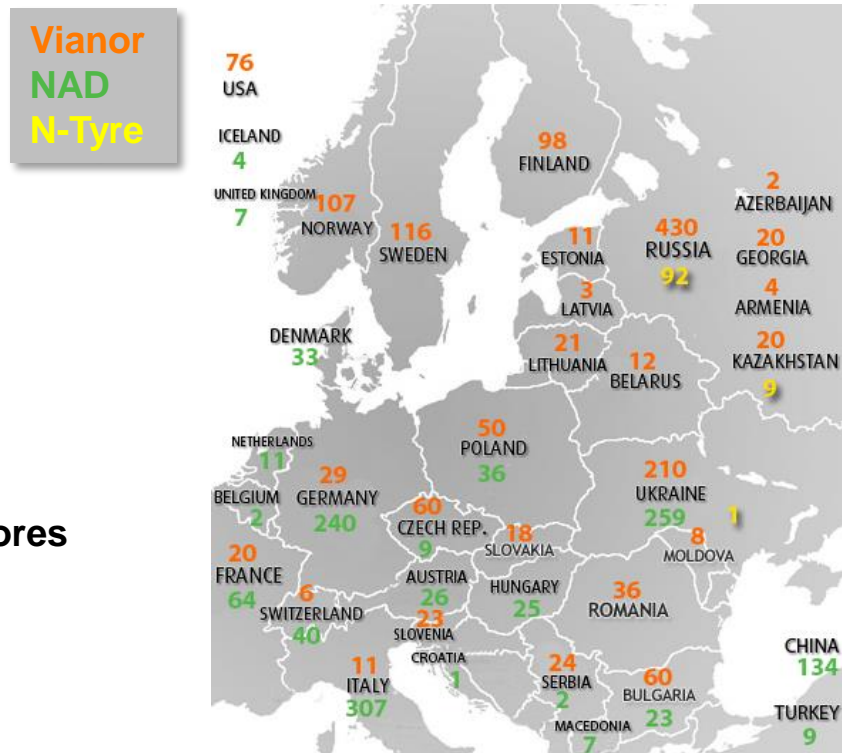 Vianor
NAD
N-Tyre
76
USA
ICELAND
4
UNITED KINGDOM
7
107
NORWAY
116
SWEDEN
98
FINLAND
11
ESTONIA
3
LATVIA
21
LITHUANIA
12
BELARUS
430
RUSSIA
92
2
AZERBAIJAN
20
GEORGIA
4
ARMENIA
20
KAZAKHSTAN
9
DENMARK
33
NETHERLANDS
11
BELGIUM
2
29
GERMANY
240
50
POLAND
36
60
CZECH REP.
9
18
SLOVAKIA
210
UKRAINE
259
1
8
MOLDOVA
ores
20
FRANCE
64
6
SWITZERLAND
40
AUSTRIA
26
HUNGARY
25
36
ROMANIA
23
SLOVENIA
CROATIA
1
11
ITALY
307
24
SERBIA
2
MACEDONIA
7
60
BULGARIA
23
CHINA
134
TURKEY
9